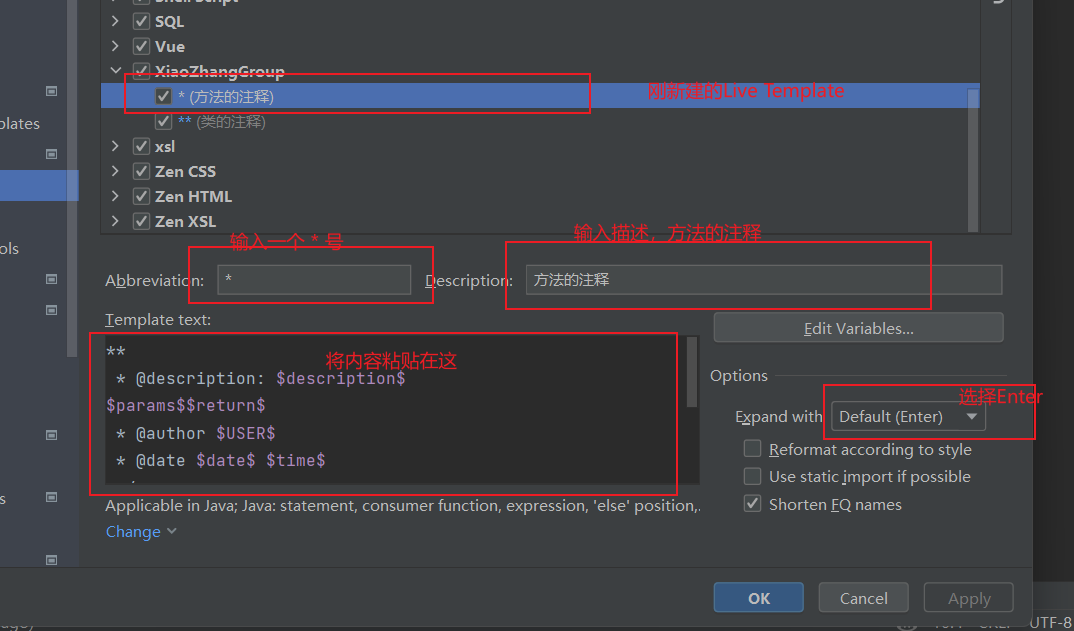 Shell Script
SQL
Vue
XiaoZhangGroup
* (方法的注释)
刚新建的Live Template
** (类的注释)
xsl
Zen CSS
Zen HTML
Zen XSL
plates
ols
s
输入一个 * 号
输入描述，方法的注释
Abbreviation: *
Description: 方法的注释
Template text:
Edit Variables...
**
将内容粘贴在这
* @description: $description$
$params$$return$
* @author $USER$
* @date $date$ $time$
Options
选择Enter
Expand with Default (Enter)
Reformat according to style
Use static import if possible
Shorten FQ names
Applicable in Java; Java: statement, consumer function, expression, 'else' position,.
Change
OK
Cancel
Apply
UTF-8